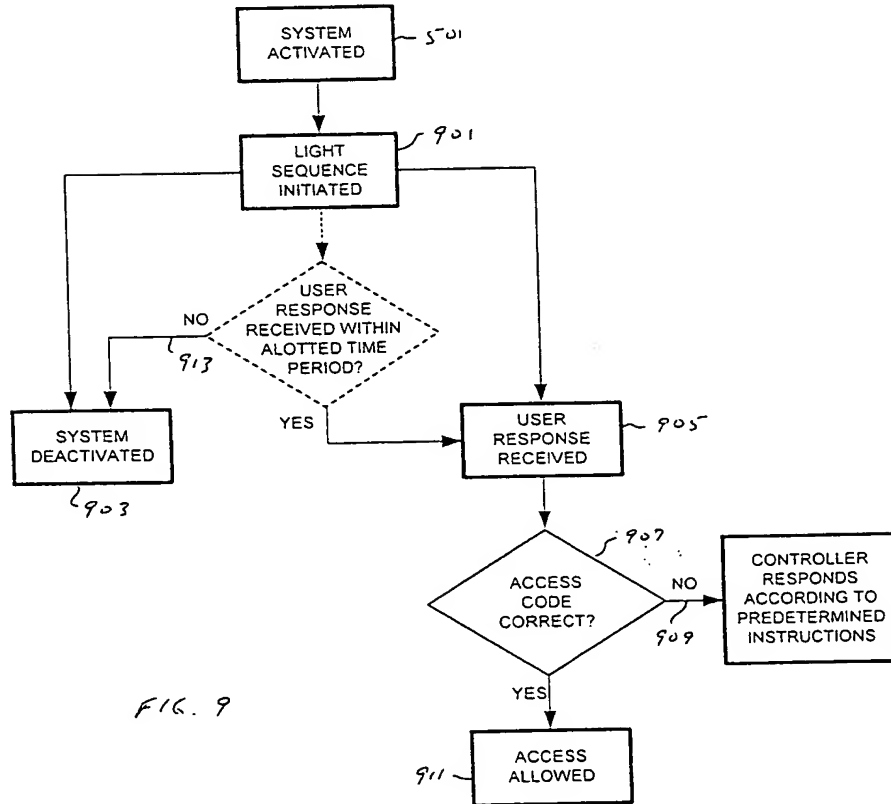 SYSTEM
ACTIVATED
501
LIGHT
SEQUENCE
INITIATED
901
USER
RESPONSE
RECEIVED WITHIN
ALOTTED TIME
PERIOD?
NO
913
YES
SYSTEM
DEACTIVATED
903
USER
RESPONSE
RECEIVED
905
ACCESS
CODE
CORRECT?
907
NO
909
CONTROLLER
RESPONDS
ACCORDING TO
PREDETERMINED
INSTRUCTIONS
YES
ACCESS
ALLOWED
911
FIG. 9